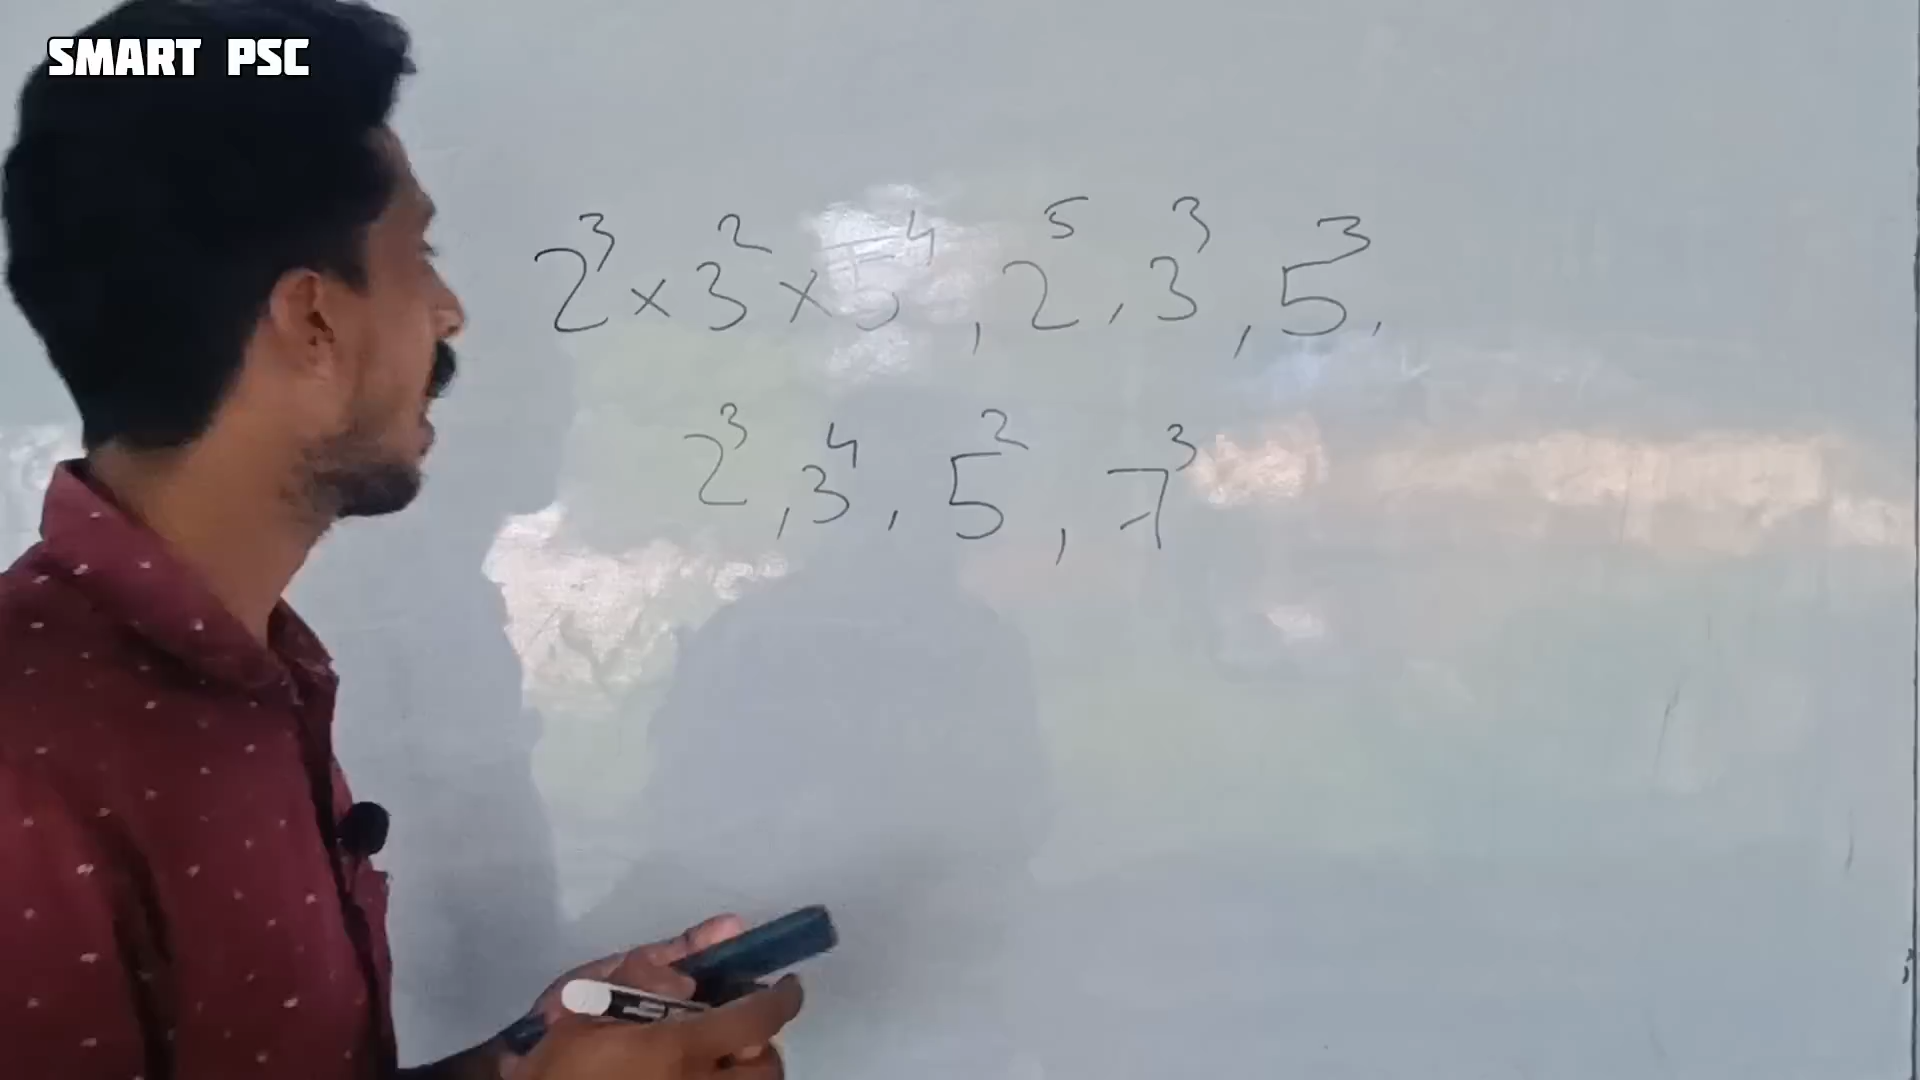 SMART PSC
2³ × 3² × 5⁴, 2⁵, 3³, 5³,
2³, 3⁴, 5², 7³